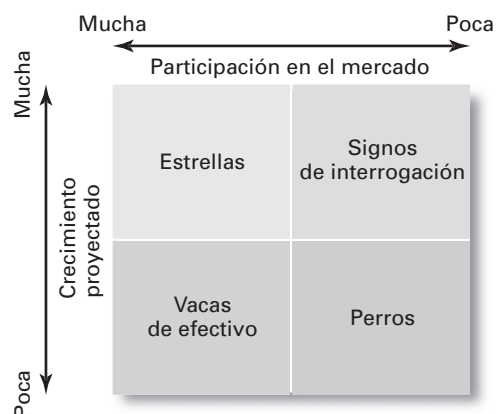 Mucha
Poca
Participación en el mercado
Mucha
Crecimiento
proyectado
Poca
Estrellas
Signos
de interrogación
Vacas
de efectivo
Perros